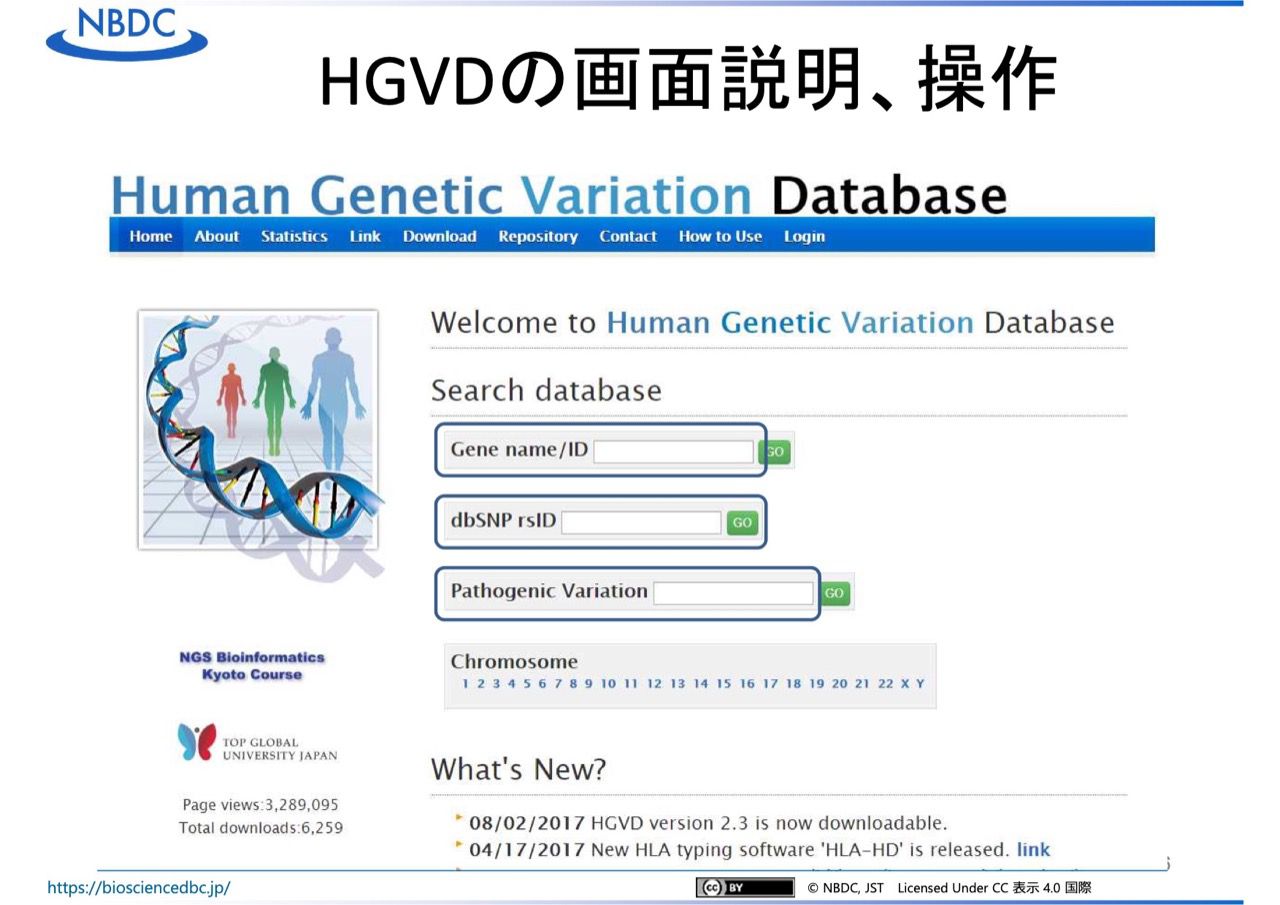 NBDC
HGVDの画面説明、操作
Human Genetic Variation Database
Home About Statistics Link Download Repository Contact How to Use Login
Welcome to Human Genetic Variation Database
Search database
Gene name/ID GO
dbSNP rsID GO
Pathogenic Variation GO
Chromosome
1 2 3 4 5 6 7 8 9 10 11 12 13 14 15 16 17 18 19 20 21 22 X Y
NGS Bioinformatics
Kyoto Course
TOP GLOBAL
UNIVERSITY JAPAN
Page views:3,289,095
Total downloads:6,259
What's New?
08/02/2017 HGVD version 2.3 is now downloadable.
04/17/2017 New HLA typing software 'HLA-HD' is released. link
https://biosciencedbc.jp/
CC BY
© NBDC, JST Licensed Under CC 表示 4.0 国際